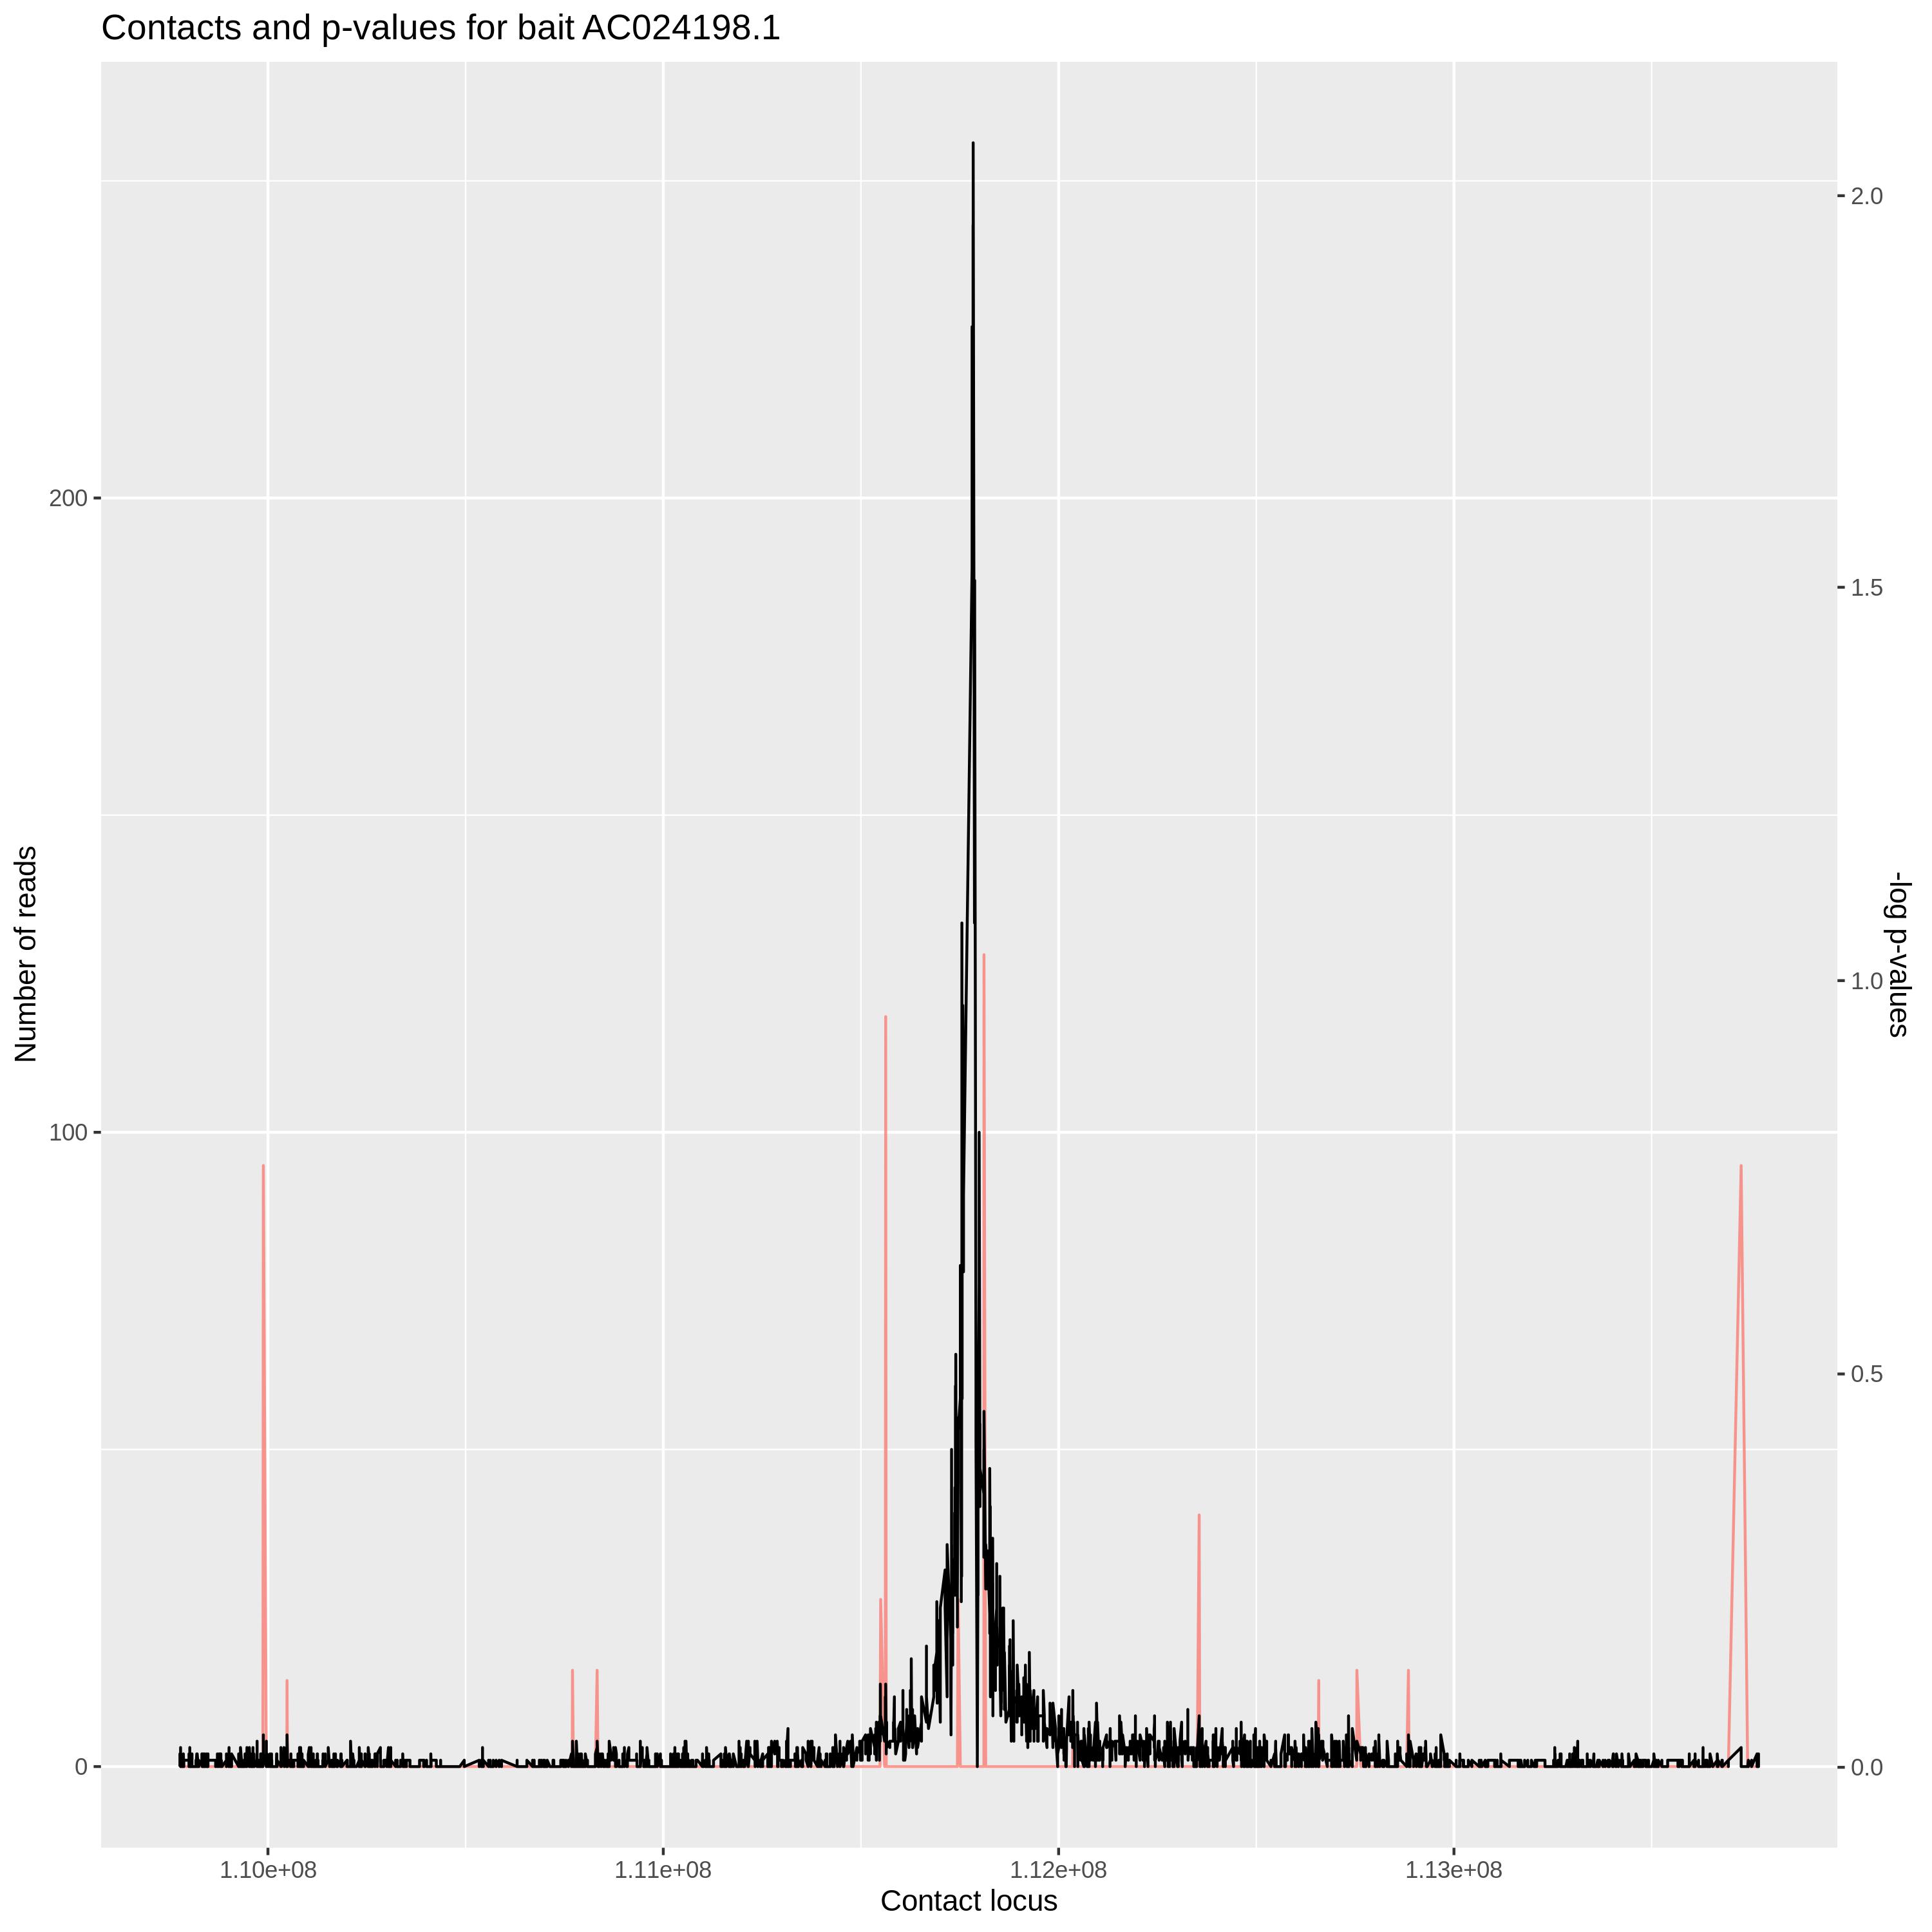 Contacts and p-values for bait AC024198.1
Number of reads
200
100
0
2.0
1.5
1.0
0.5
0.0
-log p-values
1.10e+08 1.11e+08 1.12e+08 1.13e+08
Contact locus